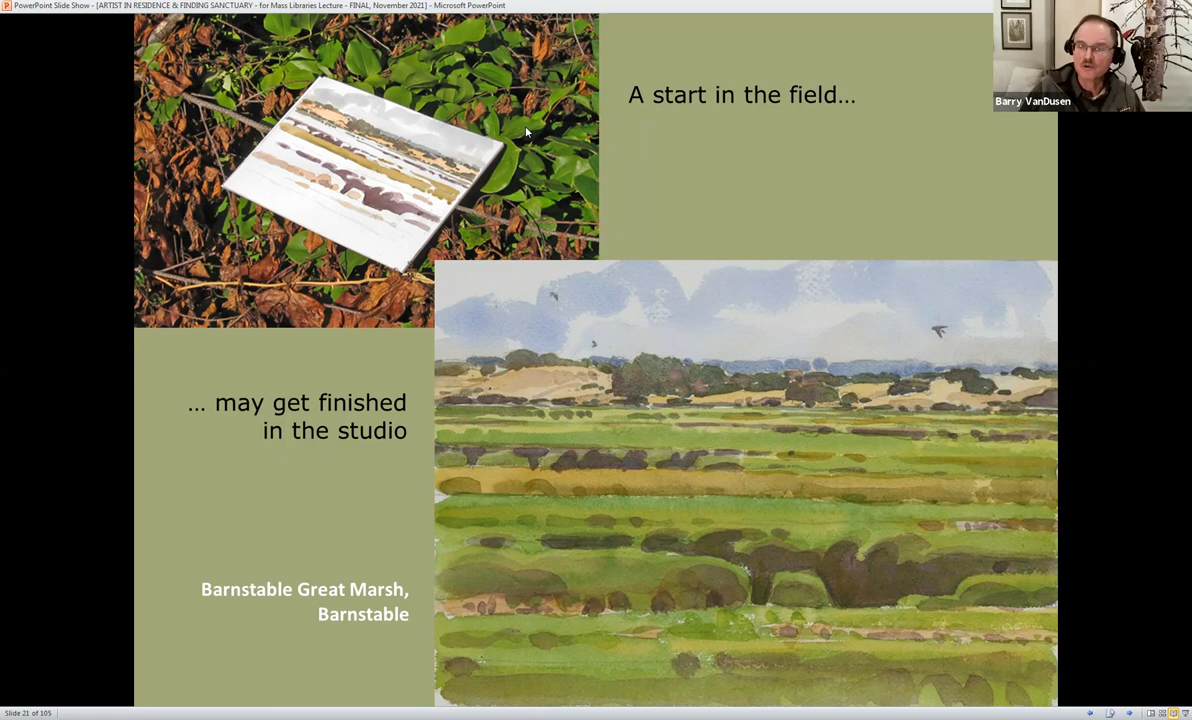 PowerPoint Slide Show - [ARTIST IN RESIDENCE & FINDING SANCTUARY - for Mass Libraries Lecture - FINAL, November 2021] - Microsoft PowerPoint
Barry VanDusen
A start in the field…
… may get finished
in the studio
Barnstable Great Marsh,
Barnstable
Slide 21 of 105